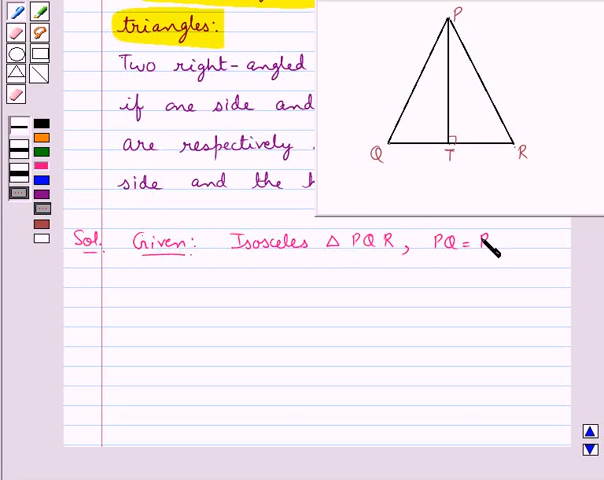 triangles:
Two right-angled
if one side and
are respectively
side and the
P
Q T R
Sol. Given: Isosceles △ PQR, PQ =